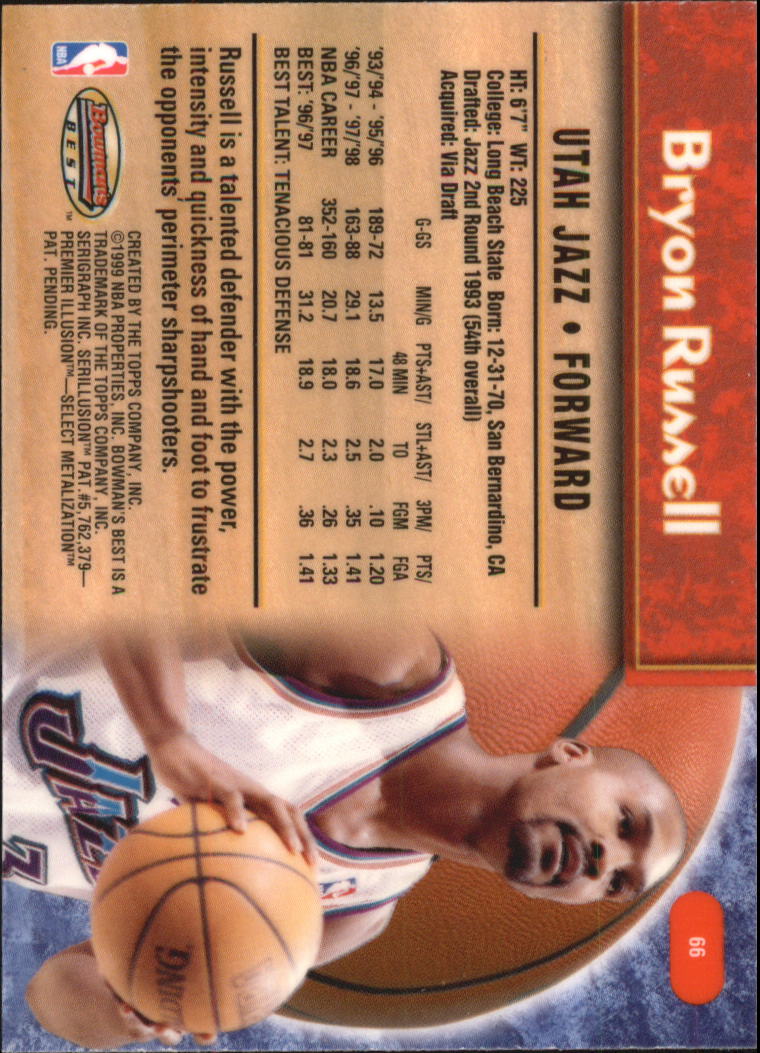 Bryon Russell
66
UTAH JAZZ • FORWARD
HT: 6'7" WT: 225
College: Long Beach State Born: 12-31-70, San Bernardino, CA
Drafted: Jazz 2nd Round 1993 (54th overall)
Acquired: Via Draft
G-GS MIN/G PTS+AST/ 48 MIN STL+AST/ TO 3PM/ FGM PTS/ FGA
'93/'94 - '95/'96 189-72 13.5 17.0 2.0 .10 1.20
'96/'97 - '97/'98 163-88 29.1 18.6 2.5 .35 1.41
NBA CAREER 352-160 20.7 18.0 2.3 .26 1.33
BEST: '96/'97 81-81 31.2 18.9 2.7 .36 1.41
BEST TALENT: TENACIOUS DEFENSE
Russell is a talented defender with the power,
intensity and quickness of hand and foot to frustrate
the opponents' perimeter sharpshooters.
NBA
Bowman's
BEST™
CREATED BY THE TOPPS COMPANY, INC.
©1999 NBA PROPERTIES, INC. BOWMAN'S BEST IS A
TRADEMARK OF THE TOPPS COMPANY, INC.
SERIGRAPH INC. SERILLUSION™ PAT. #5,762,379—
PREMIER ILLUSION™—SELECT METALIZATION™
PAT. PENDING.
JAZZ